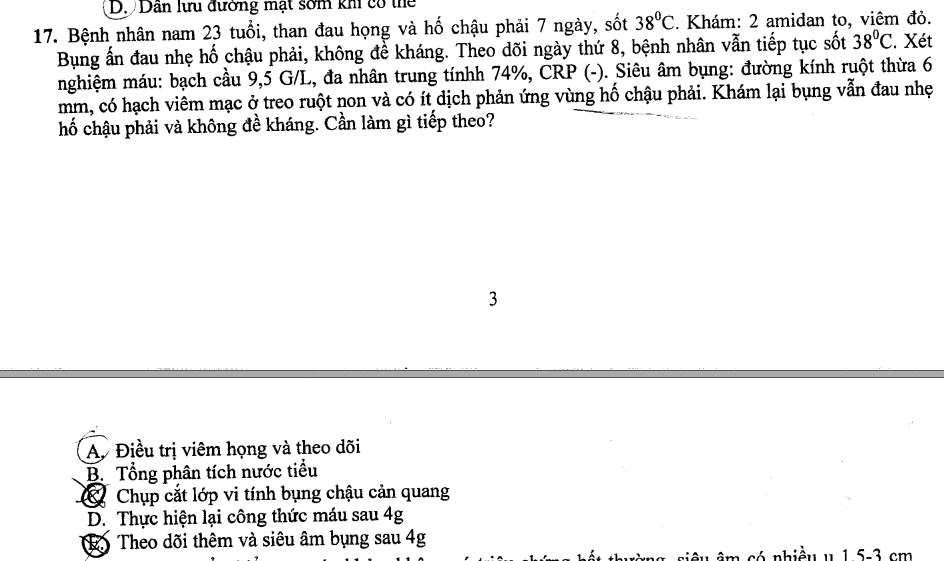 D. Dẫn lưu đường mật sớm khi có thể
17. Bệnh nhân nam 23 tuổi, than đau họng và hố chậu phải 7 ngày, sốt 38⁰C. Khám: 2 amidan to, viêm đỏ.
Bụng ấn đau nhẹ hố chậu phải, không đề kháng. Theo dõi ngày thứ 8, bệnh nhân vẫn tiếp tục sốt 38⁰C. Xét
nghiệm máu: bạch cầu 9,5 G/L, đa nhân trung tínhh 74%, CRP (-). Siêu âm bụng: đường kính ruột thừa 6
mm, có hạch viêm mạc ở treo ruột non và có ít dịch phản ứng vùng hố chậu phải. Khám lại bụng vẫn đau nhẹ
hố chậu phải và không đề kháng. Cần làm gì tiếp theo?
3
A. Điều trị viêm họng và theo dõi
B. Tổng phân tích nước tiểu
C. Chụp cắt lớp vi tính bụng chậu cản quang
D. Thực hiện lại công thức máu sau 4g
E. Theo dõi thêm và siêu âm bụng sau 4g
siêu âm có nhiều u 1,5-3 cm